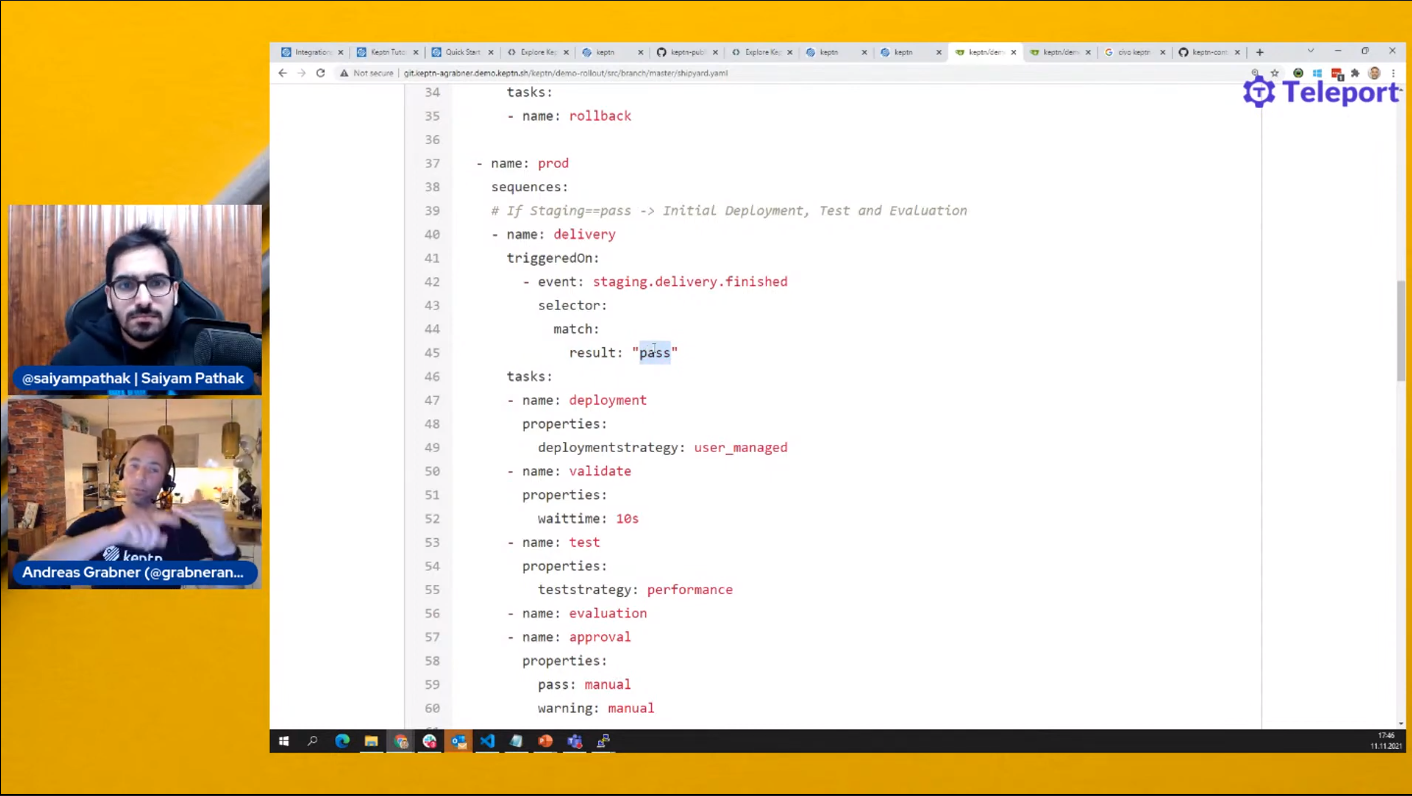 Integration
Keptn Tuto
Quick Start
Explore Ke
keptn
keptn-publ
Explore Ke
keptn
keptn
keptn/dem
keptn/dem
civo keptn
keptn-con
Not secure | git.keptn-agrabner.demo.keptn.sh/keptn/demo-rollout/src/branch/master/shipyard.yaml
Teleport
34 tasks:
35 - name: rollback
36
37 - name: prod
38 sequences:
39 # If Staging==pass -> Initial Deployment, Test and Evaluation
40 - name: delivery
41 triggeredOn:
42 - event: staging.delivery.finished
43 selector:
44 match:
45 result: "pass"
46 tasks:
47 - name: deployment
48 properties:
49 deploymentstrategy: user_managed
50 - name: validate
51 properties:
52 waittime: 10s
53 - name: test
54 properties:
55 teststrategy: performance
56 - name: evaluation
57 - name: approval
58 properties:
59 pass: manual
60 warning: manual
@saiyampathak | Saiyam Pathak
keptn
Andreas Grabner (@grabneran...
17:46
11.11.2021